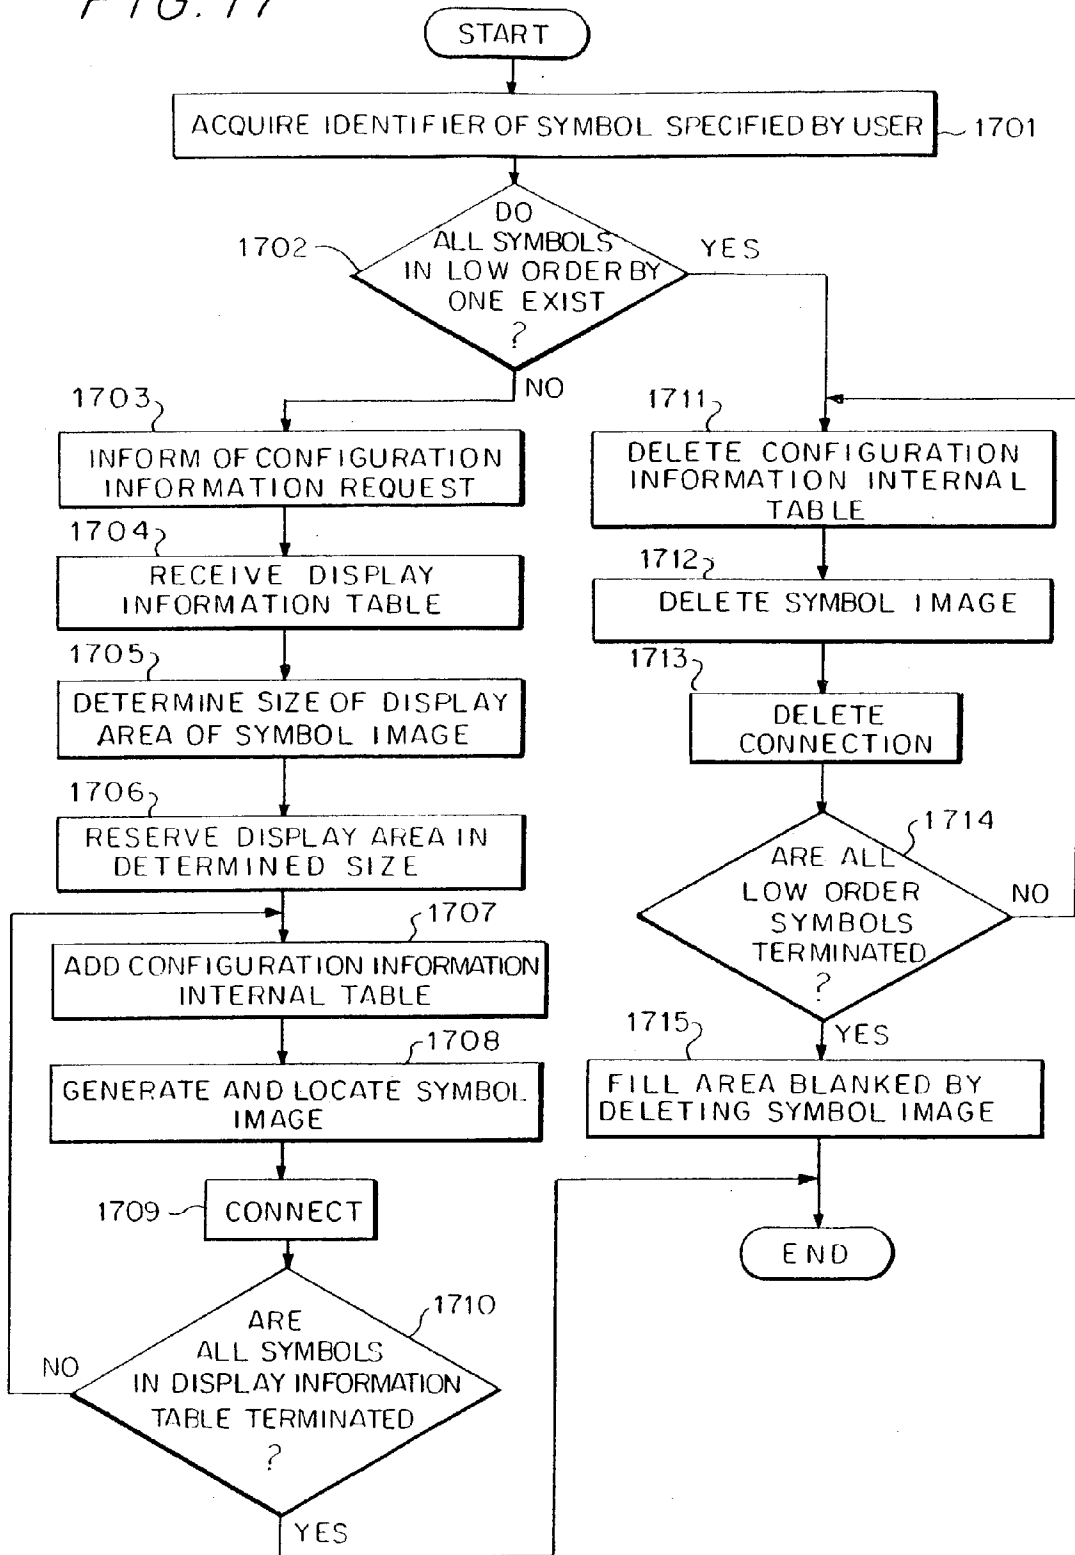 FIG. 17
START
ACQUIRE IDENTIFIER OF SYMBOL SPECIFIED BY USER
1701
DO
ALL SYMBOLS
IN LOW ORDER BY
ONE EXIST
?
1702
YES
NO
1703
INFORM OF CONFIGURATION
INFORMATION REQUEST
1704
RECEIVE DISPLAY
INFORMATION TABLE
1705
DETERMINE SIZE OF DISPLAY
AREA OF SYMBOL IMAGE
1706
RESERVE DISPLAY AREA IN
DETERMINED SIZE
1707
ADD CONFIGURATION INFORMATION
INTERNAL TABLE
1708
GENERATE AND LOCATE SYMBOL
IMAGE
1709
CONNECT
1710
ARE
ALL SYMBOLS
IN DISPLAY INFORMATION
TABLE TERMINATED
?
NO
YES
1711
DELETE CONFIGURATION
INFORMATION INTERNAL
TABLE
1712
DELETE SYMBOL IMAGE
1713
DELETE
CONNECTION
1714
ARE ALL
LOW ORDER
SYMBOLS
TERMINATED
?
NO
YES
1715
FILL AREA BLANKED BY
DELETING SYMBOL IMAGE
END